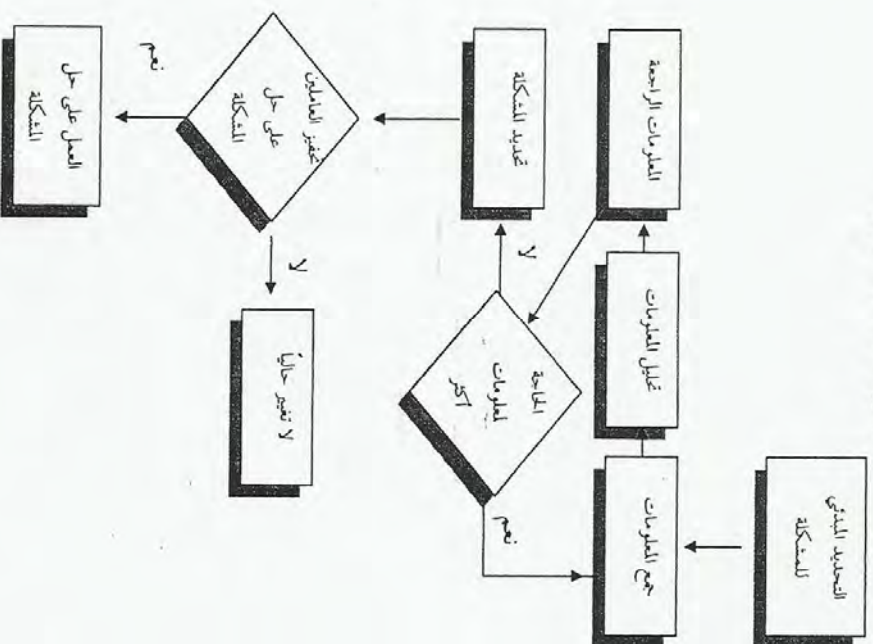 التحديد المبدئي
للمشكلة
جمع المعلومات
تحليل المعلومات
المعلومات الراجعة
الحاجة
لمعلومات
أكثر
نعم
لا
تحديد المشكلة
تحفيز العاملين
على حل
المشكلة
لا
لا تغيير حالياً
نعم
العمل على حل
المشكلة